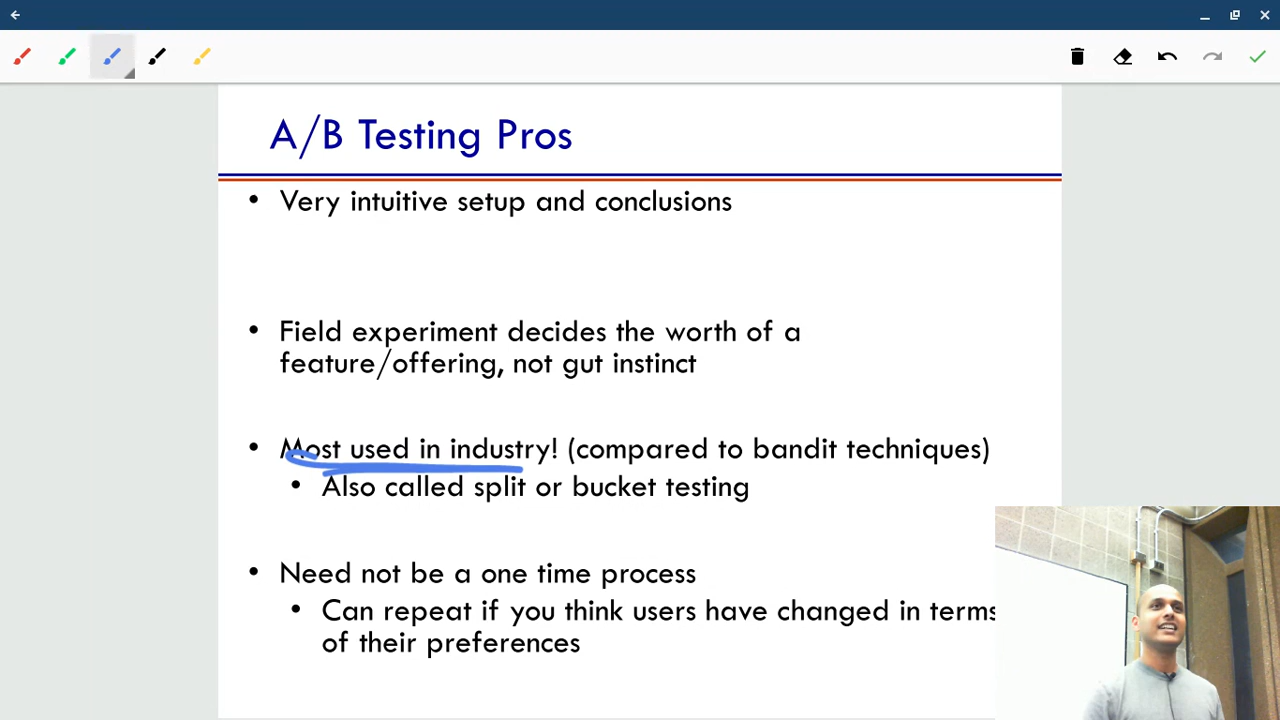 A/B Testing Pros
• Very intuitive setup and conclusions
• Field experiment decides the worth of a
feature/offering, not gut instinct
• Most used in industry! (compared to bandit techniques)
• Also called split or bucket testing
• Need not be a one time process
• Can repeat if you think users have changed in terms
of their preferences